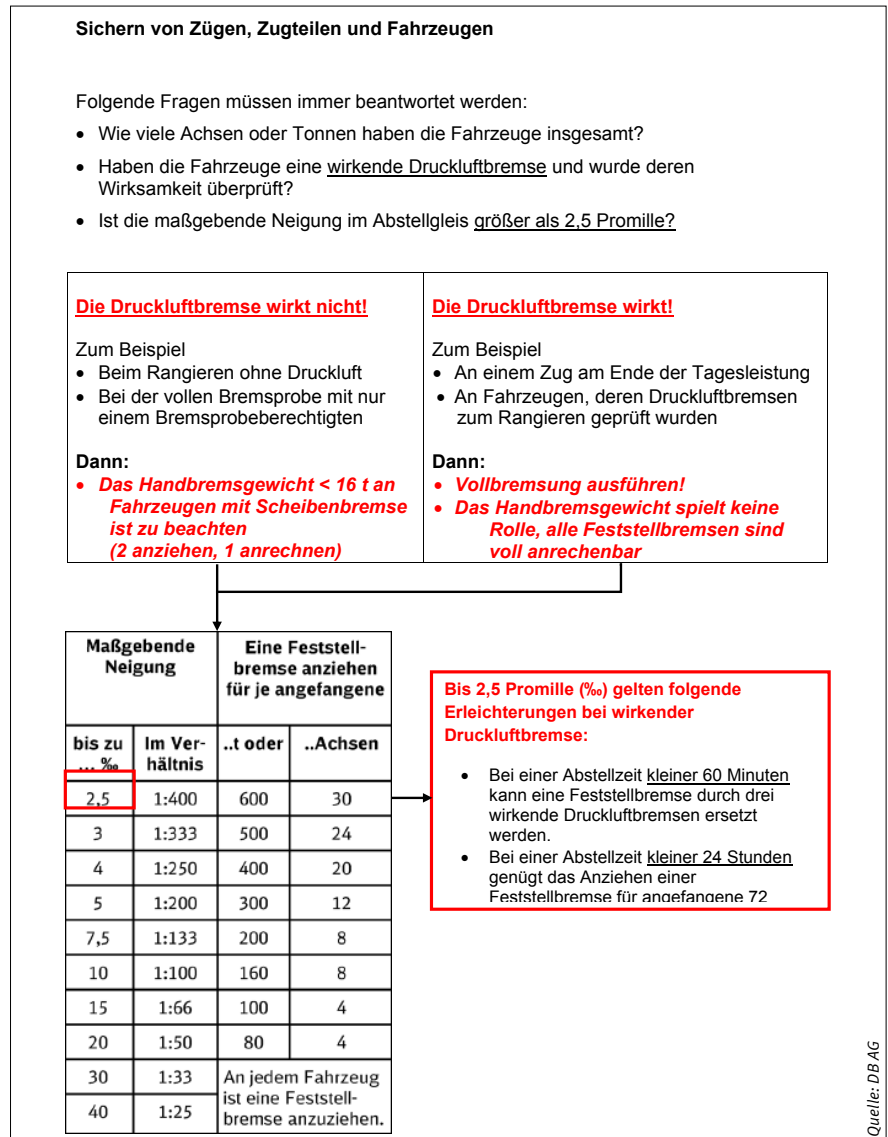 Sichern von Zügen, Zugteilen und Fahrzeugen
Folgende Fragen müssen immer beantwortet werden:
• Wie viele Achsen oder Tonnen haben die Fahrzeuge insgesamt?
• Haben die Fahrzeuge eine wirkende Druckluftbremse und wurde deren
Wirksamkeit überprüft?
• Ist die maßgebende Neigung im Abstellgleis größer als 2,5 Promille?
Die Druckluftbremse wirkt nicht!
Zum Beispiel
• Beim Rangieren ohne Druckluft
• Bei der vollen Bremsprobe mit nur
einem Bremsprobeberechtigten
Dann:
• Das Handbremsgewicht < 16 t an
Fahrzeugen mit Scheibenbremse
ist zu beachten
(2 anziehen, 1 anrechnen)
Die Druckluftbremse wirkt!
Zum Beispiel
• An einem Zug am Ende der Tagesleistung
• An Fahrzeugen, deren Druckluftbremsen
zum Rangieren geprüft wurden
Dann:
• Vollbremsung ausführen!
• Das Handbremsgewicht spielt keine
Rolle, alle Feststellbremsen sind
voll anrechenbar
Maßgebende
Neigung
Eine Feststell-
bremse anziehen
für je angefangene
bis zu
... ‰
Im Ver-
hältnis
..t oder
..Achsen
2,5 1:400 600 30
3 1:333 500 24
4 1:250 400 20
5 1:200 300 12
7,5 1:133 200 8
10 1:100 160 8
15 1:66 100 4
20 1:50 80 4
30 1:33
40 1:25
An jedem Fahrzeug
ist eine Feststell-
bremse anzuziehen.
Bis 2,5 Promille (‰) gelten folgende
Erleichterungen bei wirkender
Druckluftbremse:
• Bei einer Abstellzeit kleiner 60 Minuten
kann eine Feststellbremse durch drei
wirkende Druckluftbremsen ersetzt
werden.
• Bei einer Abstellzeit kleiner 24 Stunden
genügt das Anziehen einer
Feststellbremse für angefangene 72
Quelle: DB AG